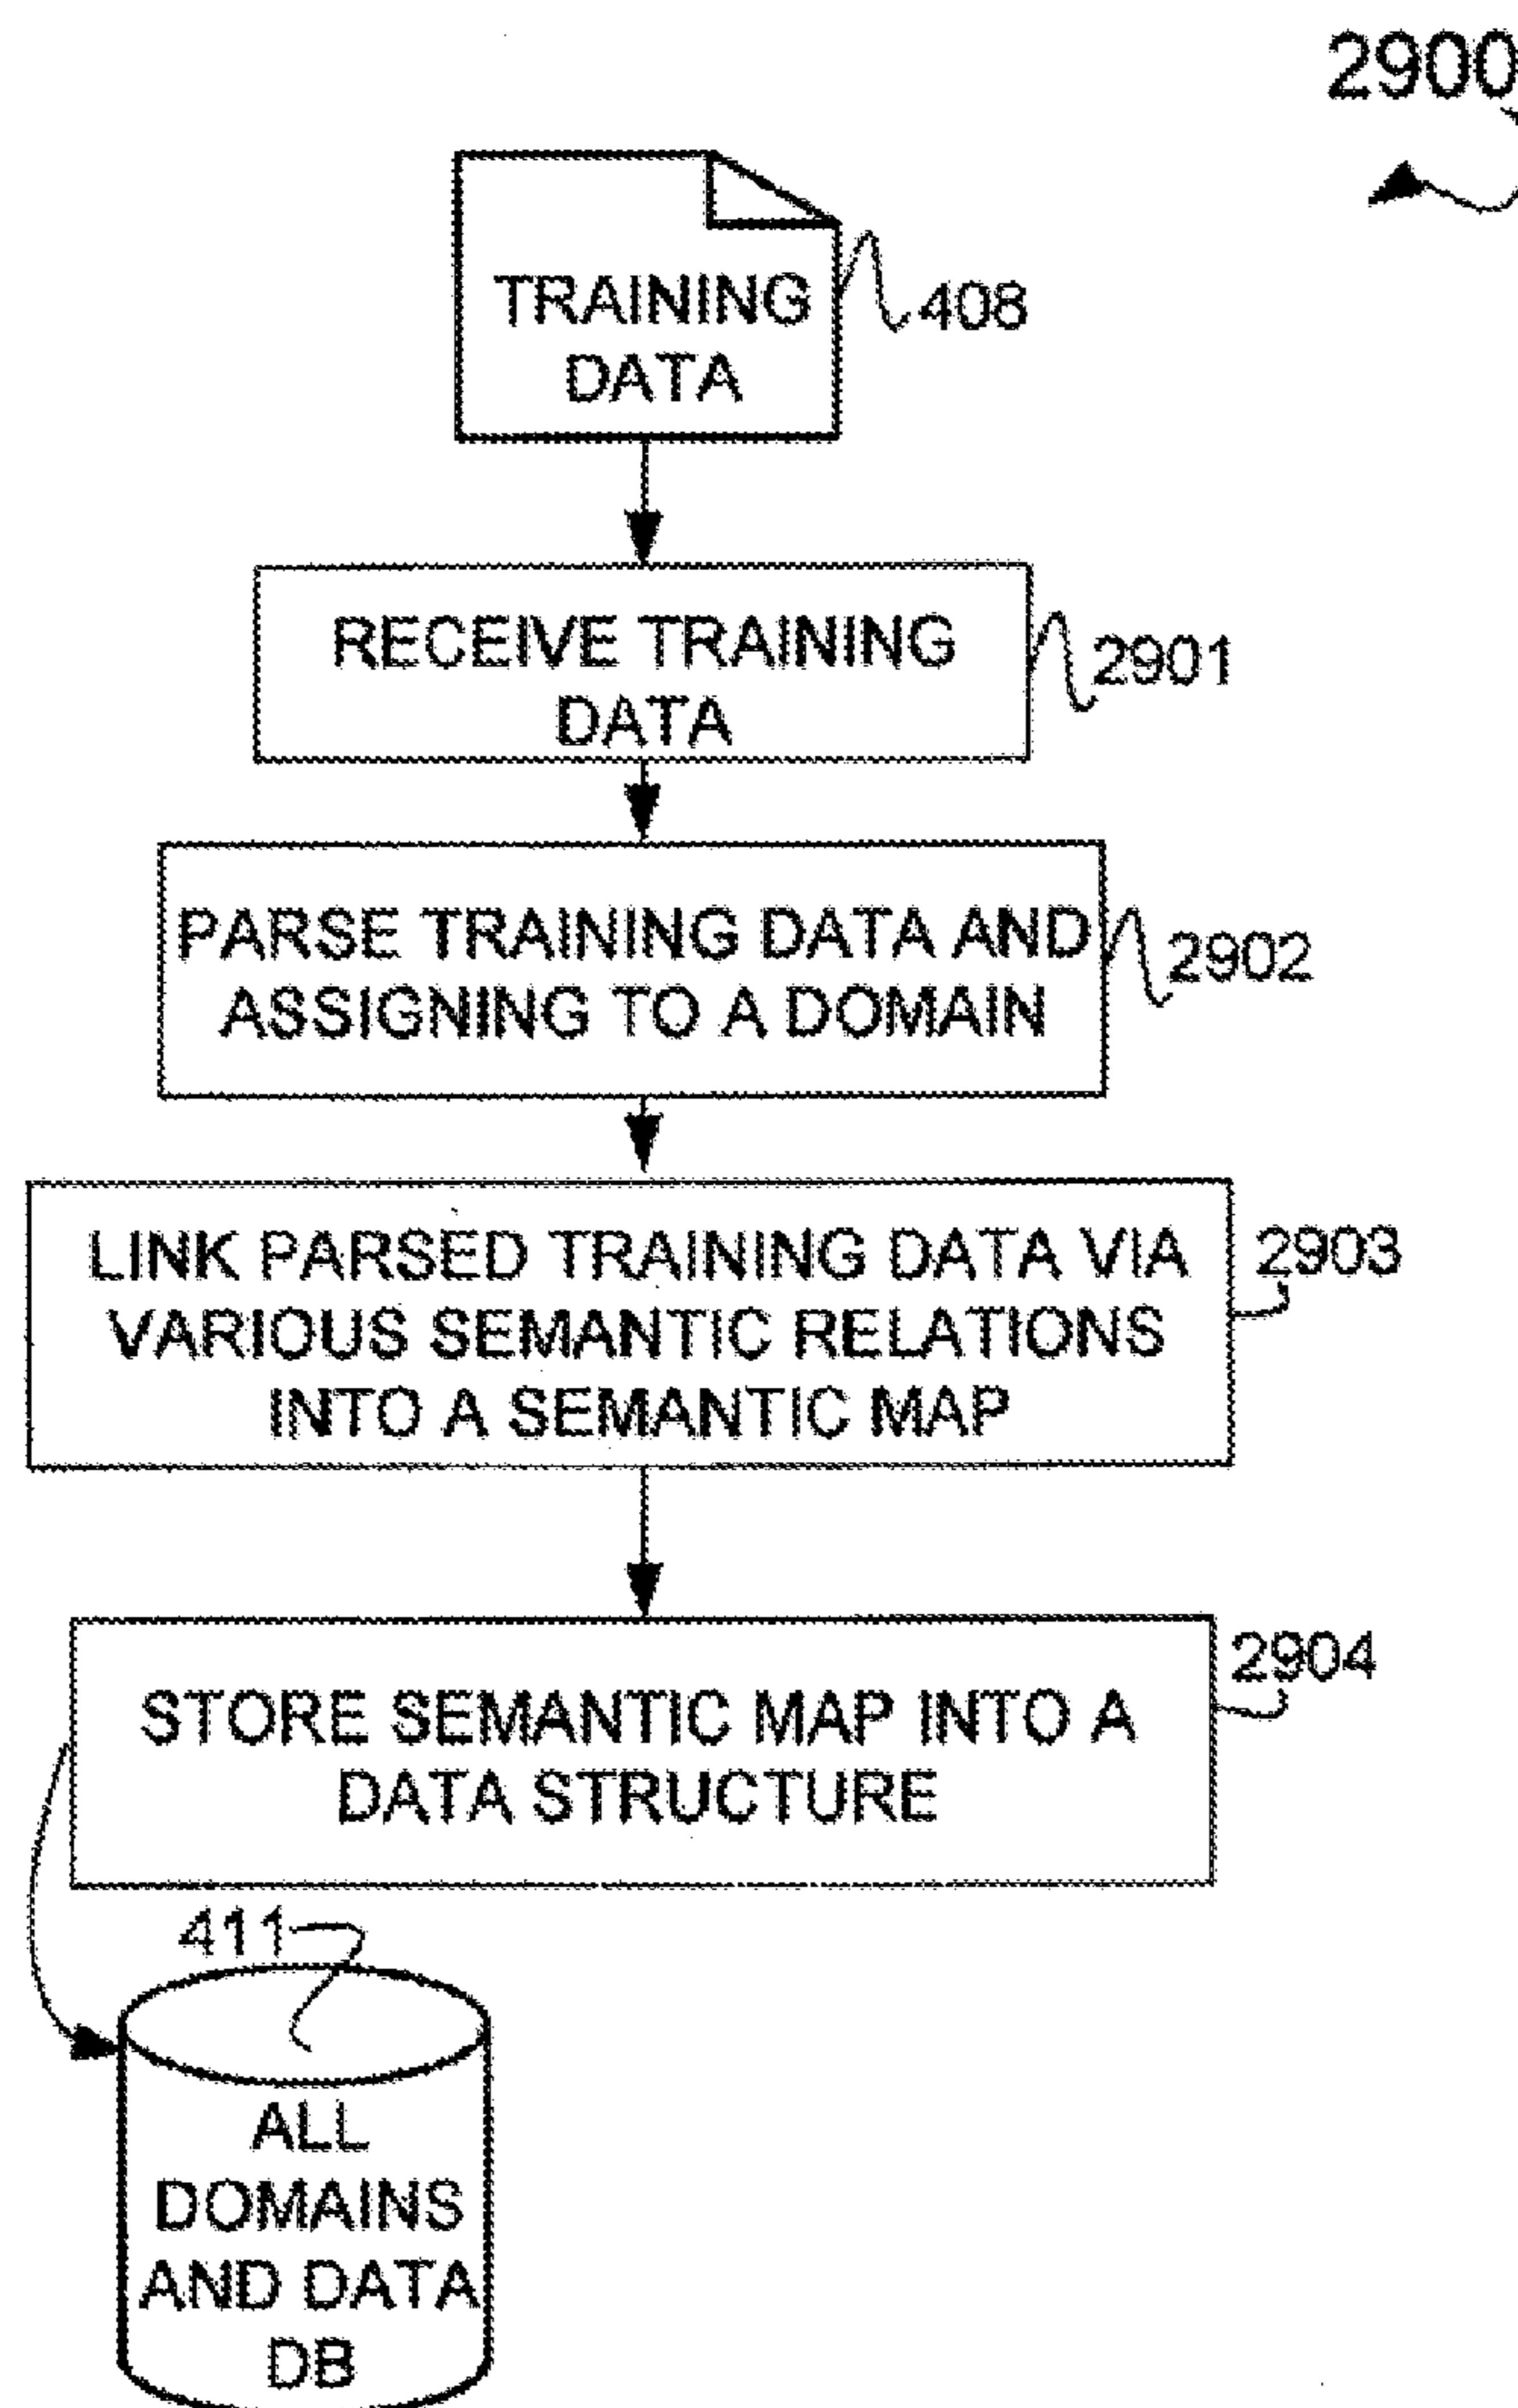 2900
TRAINING
DATA
408
RECEIVE TRAINING
DATA
2901
PARSE TRAINING DATA AND
ASSIGNING TO A DOMAIN
2902
LINK PARSED TRAINING DATA VIA
VARIOUS SEMANTIC RELATIONS
INTO A SEMANTIC MAP
2903
STORE SEMANTIC MAP INTO A
DATA STRUCTURE
2904
411
ALL
DOMAINS
AND DATA
DB